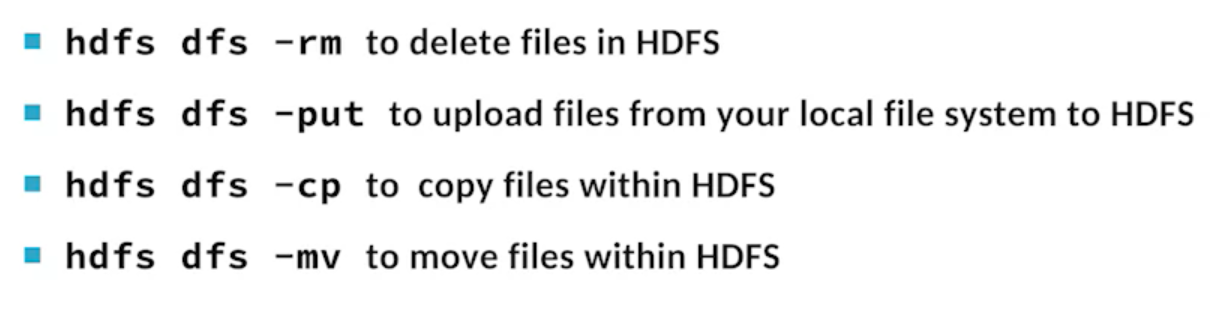 ■ hdfs dfs -rm to delete files in HDFS
■ hdfs dfs -put to upload files from your local file system to HDFS
■ hdfs dfs -cp to copy files within HDFS
■ hdfs dfs -mv to move files within HDFS